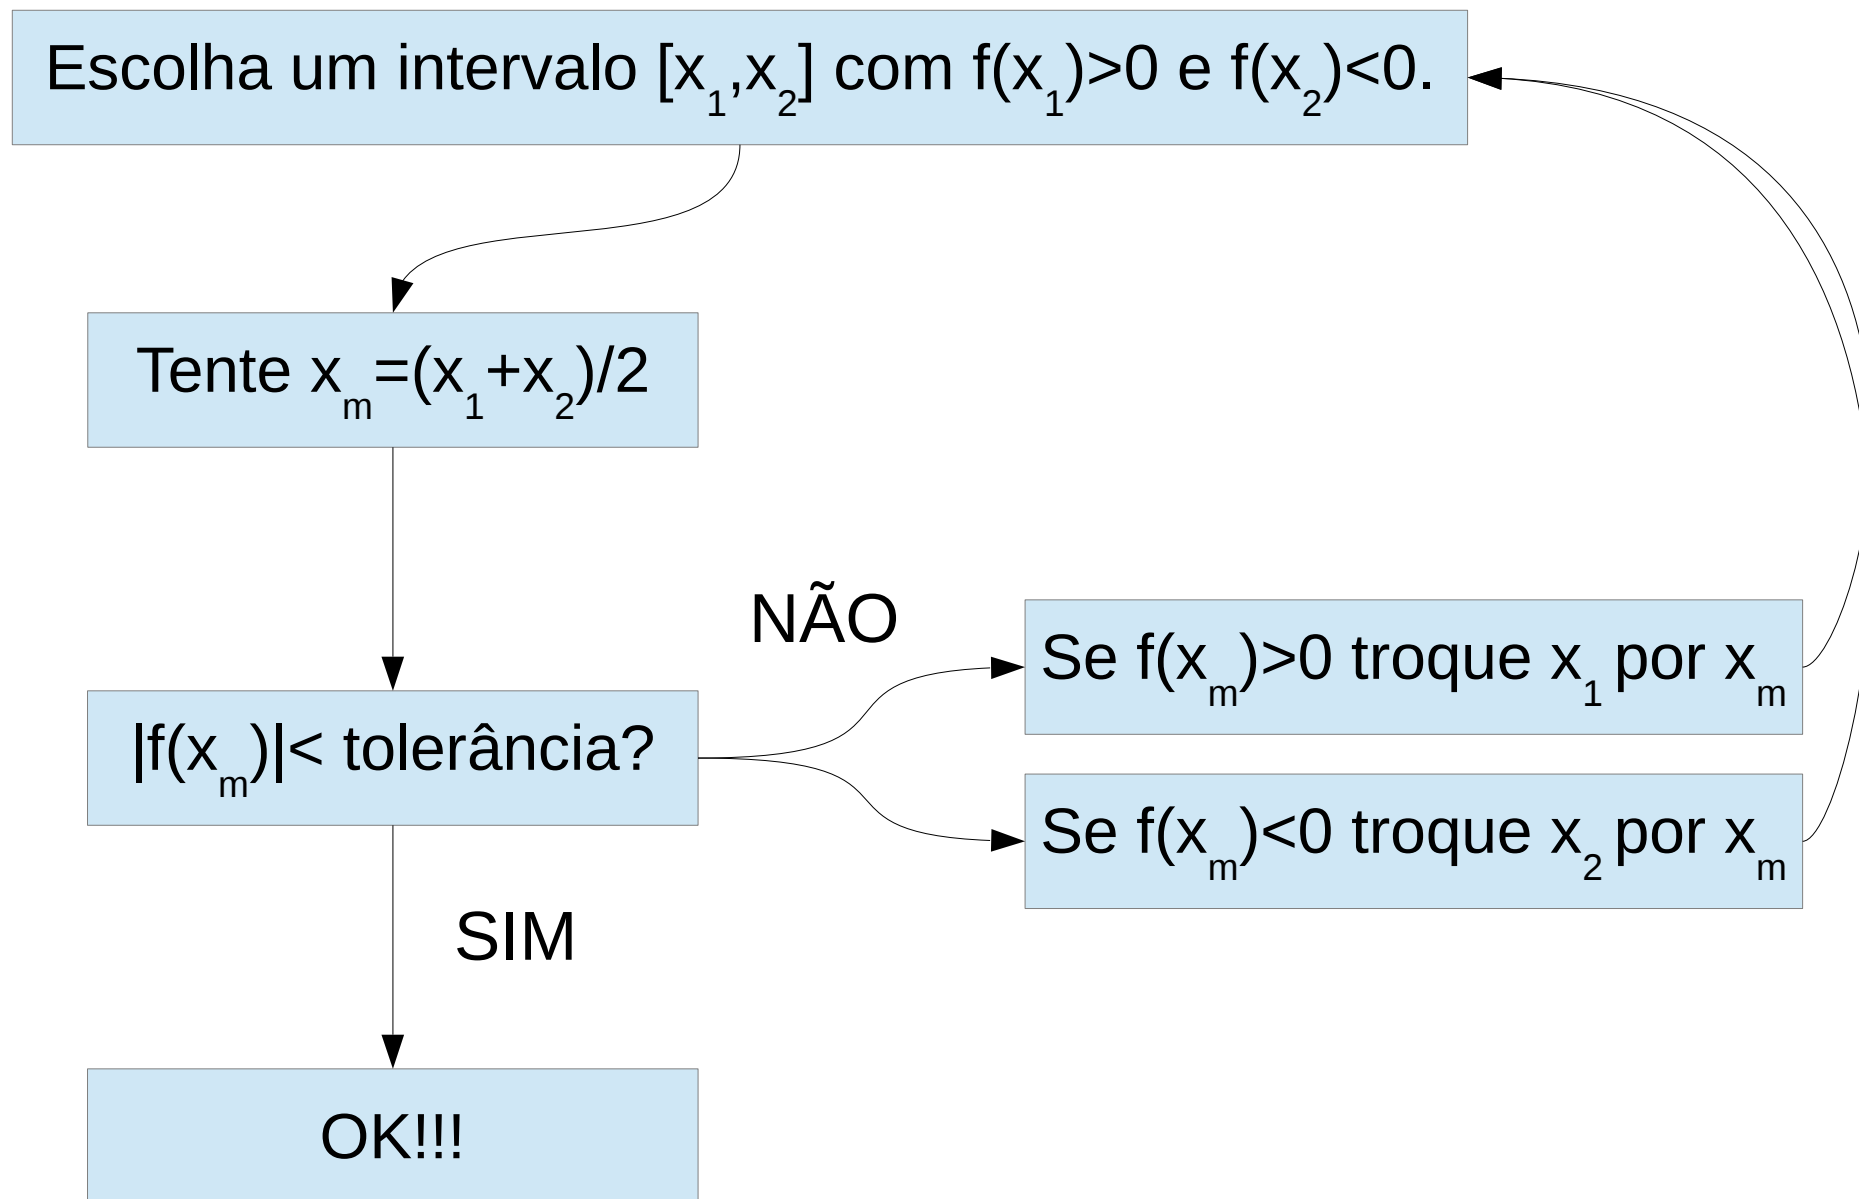 Escolha um intervalo [x₁,x₂] com f(x₁)>0 e f(x₂)<0.
Tente xₘ=(x₁+x₂)/2
|f(xₘ)|< tolerância?
NÃO
Se f(xₘ)>0 troque x₁ por xₘ
Se f(xₘ)<0 troque x₂ por xₘ
SIM
OK!!!